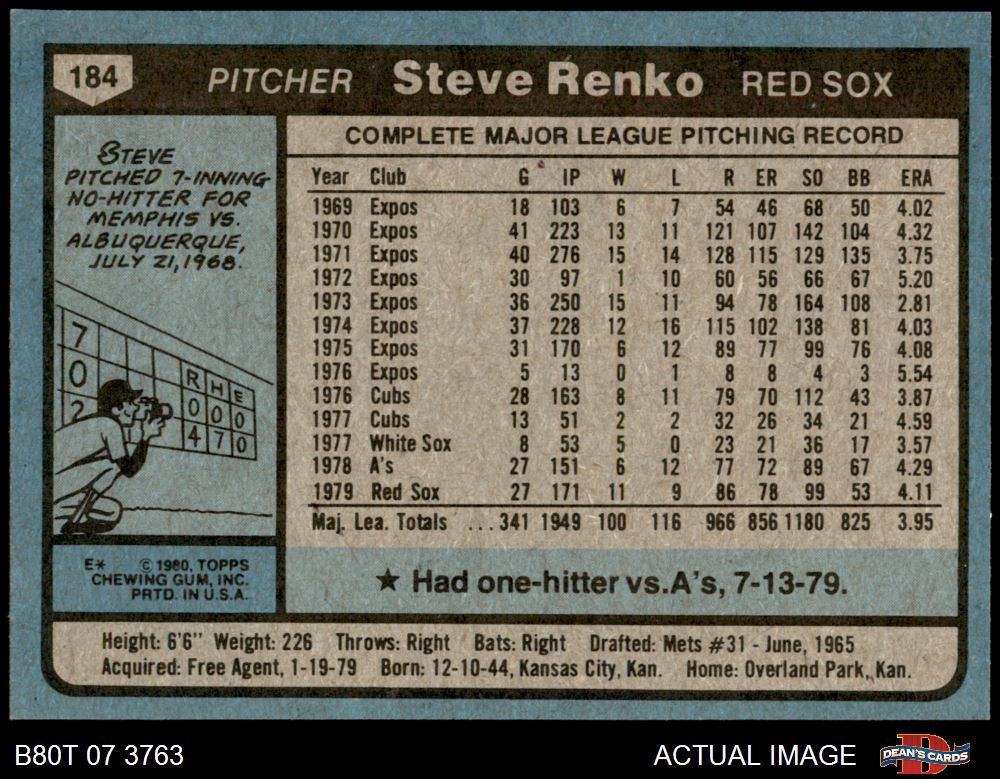 184 PITCHER Steve Renko RED SOX
STEVE
PITCHED 7-INNING
NO-HITTER FOR
MEMPHIS VS.
ALBUQUERQUE,
JULY 21, 1968.
7
0 R H E
2 0 0 0
4 7 0
E* © 1980, TOPPS
CHEWING GUM, INC.
PRTD. IN U.S.A.
COMPLETE MAJOR LEAGUE PITCHING RECORD
Year Club G IP W L R ER SO BB ERA
1969 Expos 18 103 6 7 54 46 68 50 4.02
1970 Expos 41 223 13 11 121 107 142 104 4.32
1971 Expos 40 276 15 14 128 115 129 135 3.75
1972 Expos 30 97 1 10 60 56 66 67 5.20
1973 Expos 36 250 15 11 94 78 164 108 2.81
1974 Expos 37 228 12 16 115 102 138 81 4.03
1975 Expos 31 170 6 12 89 77 99 76 4.08
1976 Expos 5 13 0 1 8 8 4 3 5.54
1976 Cubs 28 163 8 11 79 70 112 43 3.87
1977 Cubs 13 51 2 2 32 26 34 21 4.59
1977 White Sox 8 53 5 0 23 21 36 17 3.57
1978 A's 27 151 6 12 77 72 89 67 4.29
1979 Red Sox 27 171 11 9 86 78 99 53 4.11
Maj. Lea. Totals ... 341 1949 100 116 966 856 1180 825 3.95
★ Had one-hitter vs.A's, 7-13-79.
Height: 6'6" Weight: 226 Throws: Right Bats: Right Drafted: Mets #31 - June, 1965
Acquired: Free Agent, 1-19-79 Born: 12-10-44, Kansas City, Kan. Home: Overland Park, Kan.
B80T 07 3763 ACTUAL IMAGE DEAN'S CARDS